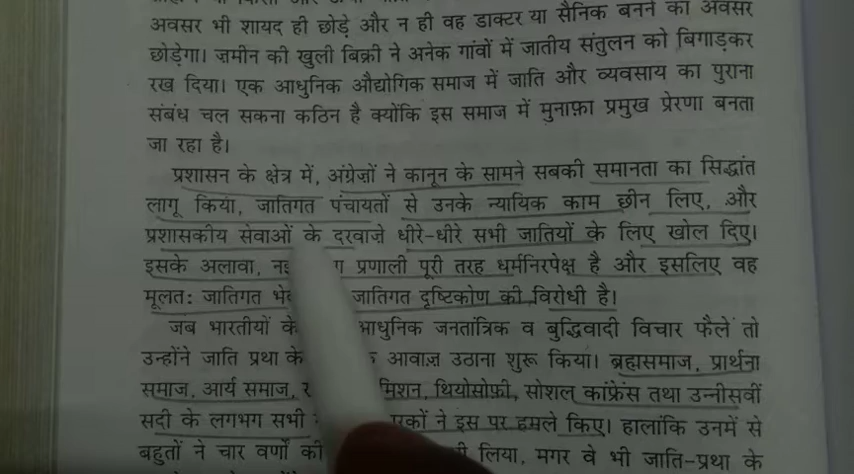 अवसर भी शायद ही छोड़े और न ही वह डाक्टर या सैनिक बनने का अवसर
छोड़ेगा। ज़मीन की खुली बिक्री ने अनेक गांवों में जातीय संतुलन को बिगाड़कर
रख दिया। एक आधुनिक औद्योगिक समाज में जाति और व्यवसाय का पुराना
संबंध चल सकना कठिन है क्योंकि इस समाज में मुनाफ़ा प्रमुख प्रेरणा बनता
जा रहा है।
प्रशासन के क्षेत्र में, अंग्रेज़ों ने कानून के सामने सबकी समानता का सिद्धांत
लागू किया, जातिगत पंचायतों से उनके न्यायिक काम छीन लिए, और
प्रशासकीय सेवाओं के दरवाज़े धीरे-धीरे सभी जातियों के लिए खोल दिए।
इसके अलावा, प्रणाली पूरी तरह धर्मनिरपेक्ष है और इसलिए वह
मूलत: जातिगत जातिगत दृष्टिकोण की विरोधी है।
जब भारतीयों के आधुनिक जनतांत्रिक व बुद्धिवादी विचार फैले तो
उन्होंने जाति प्रथा के आवाज़ उठाना शुरू किया। ब्रह्मसमाज, प्रार्थना
समाज, आर्य समाज, मिशन, थियोसोफ़ी, सोशल कांफ्रेंस तथा उन्नीसवीं
सदी के लगभग सभी ने इस पर हमले किए। हालांकि उनमें से
बहुतों ने चार वर्णों की लिया, मगर वे भी जाति-प्रथा के